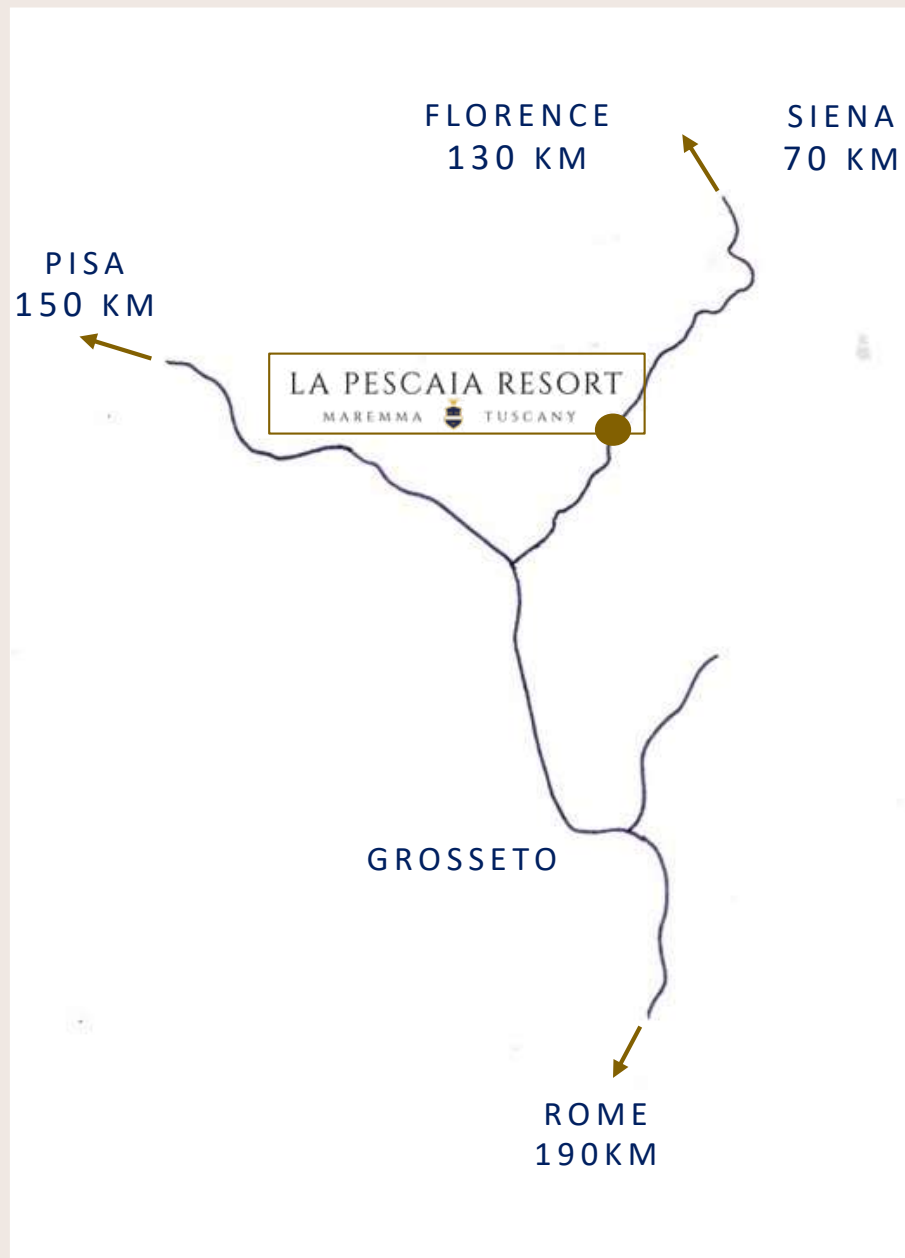 FLORENCE
130 KM
SIENA
70 KM
PISA
150 KM
LA PESCAIA RESORT
MAREMMA TUSCANY
GROSSETO
ROME
190KM